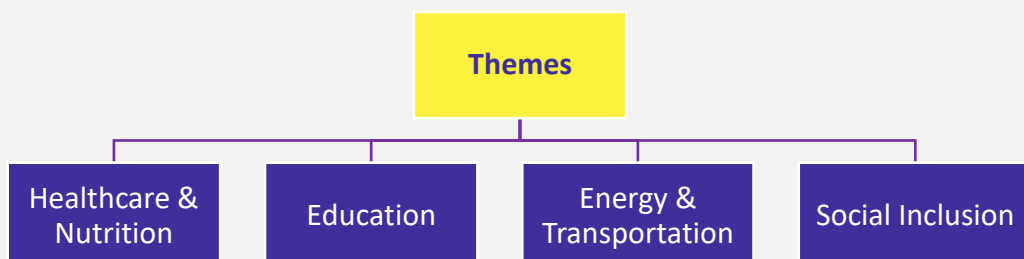 Themes
Healthcare &
Nutrition
Education
Energy &
Transportation
Social Inclusion